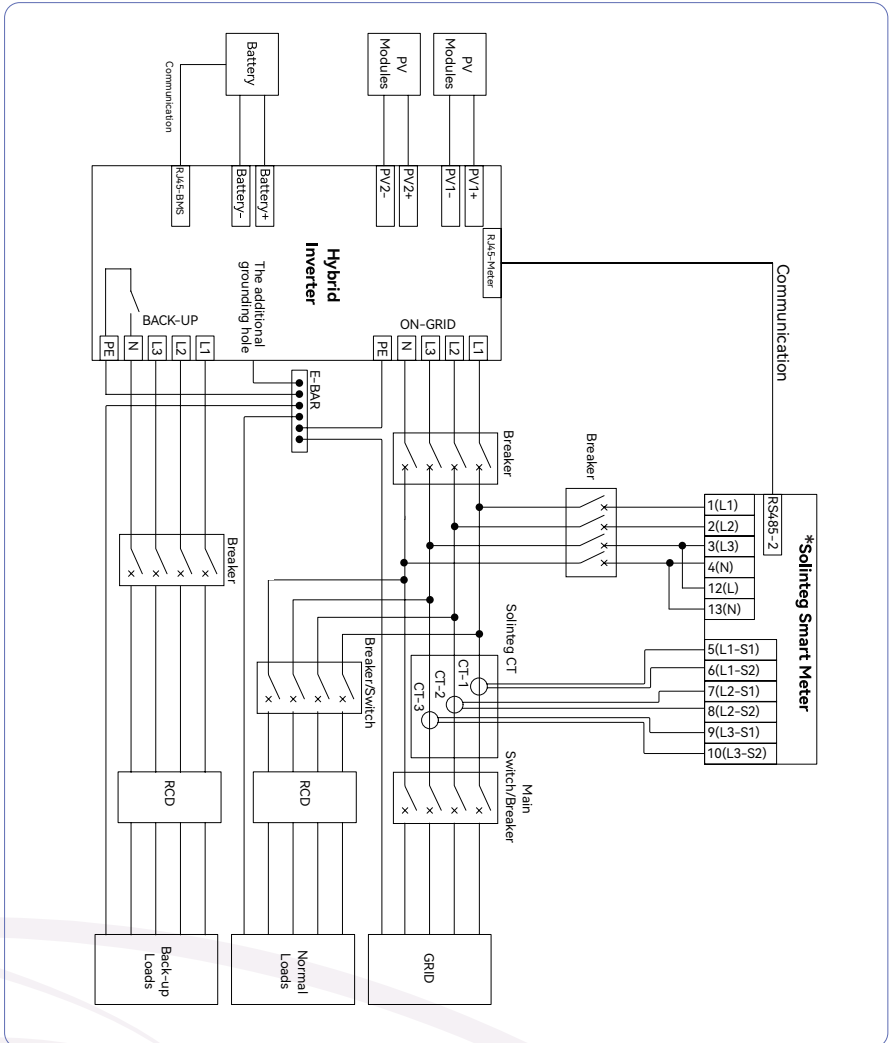 Battery
PV
Modules
PV
Modules
Communication
RJ45-BMS
Battery-
Battery+
PV2-
PV2+
PV1-
PV1+
RJ45-Meter
Hybrid
Inverter
The additional
grounding hole
BACK-UP
ON-GRID
PE
N
L3
L2
L1
PE
N
L3
L2
L1
E-BAR
Communication
*Solinteg Smart Meter
RS485-2
1(L1)
2(L2)
3(L3)
4(N)
12(L)
13(N)
5(L1-S1)
6(L1-S2)
7(L2-S1)
8(L2-S2)
9(L3-S1)
10(L3-S2)
Breaker
Breaker
Breaker
Breaker/Switch
Solinteg CT
CT-1
CT-2
CT-3
Main
Switch/Breaker
RCD
RCD
Back-up
Loads
Normal
Loads
GRID